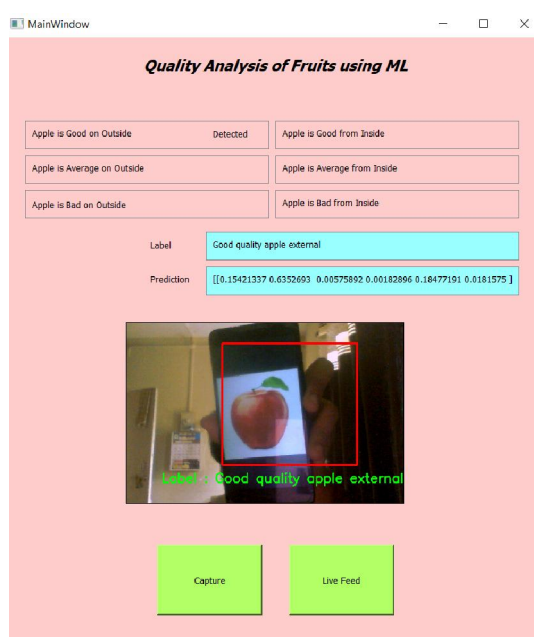 MainWindow
Quality Analysis of Fruits using ML
Apple is Good on Outside Detected Apple is Good from Inside
Apple is Average on Outside Apple is Average from Inside
Apple is Bad on Outside Apple is Bad from Inside
Label Good quality apple external
Prediction [[0.15421337 0.6352693 0.00575892 0.00182896 0.18477191 0.0181575 ]
Label : Good quality apple external
Capture Live Feed